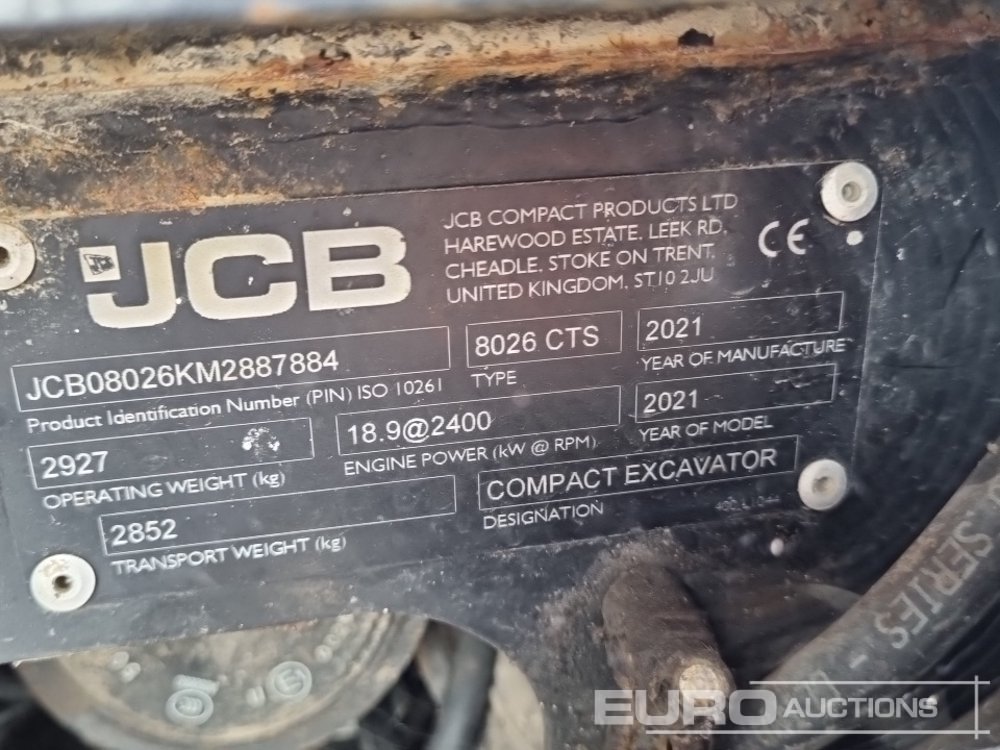 JCB
JCB COMPACT PRODUCTS LTD
HAREWOOD ESTATE, LEEK RD,
CHEADLE, STOKE ON TRENT,
UNITED KINGDOM, ST10 2JU
CE
JCB08026KM2887884
Product Identification Number (PIN) ISO 10261
8026 CTS
TYPE
2021
YEAR OF MANUFACTURE
2927
OPERATING WEIGHT (kg)
18.9@2400
ENGINE POWER (kW @ RPM)
2021
YEAR OF MODEL
2852
TRANSPORT WEIGHT (kg)
COMPACT EXCAVATOR
DESIGNATION
SERIES -
EURO AUCTIONS